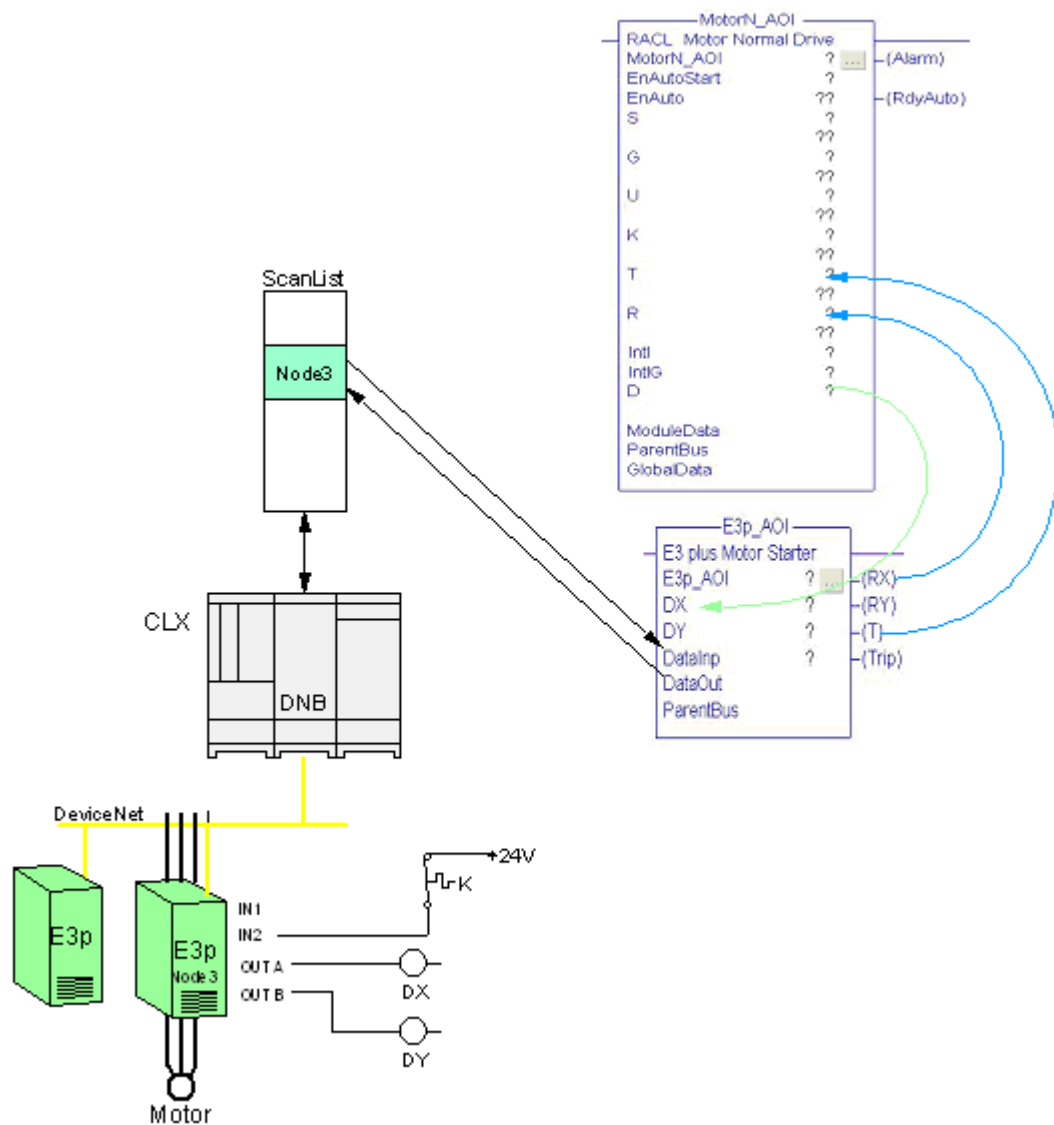 MotorN_AOI
RACL Motor Normal Drive
MotorN_AOI ? ... (Alarm)
EnAutoStart ?
EnAuto ?? (RdyAuto)
S ?
??
G ?
??
U ?
??
K ?
??
T ?
??
R ?
??
Intl ?
IntlG ?
D ?
ModuleData
ParentBus
GlobalData
ScanList
Node3
E3p_AOI
E3 plus Motor Starter
E3p_AOI ? ... (RX)
DX ? (RY)
DY ? (T)
DataInp ? (Trip)
DataOut
ParentBus
CLX
DNB
DeviceNet
+24V
K
IN1
IN2
OUT A
OUT B
DX
DY
E3p
E3p
Node3
Motor